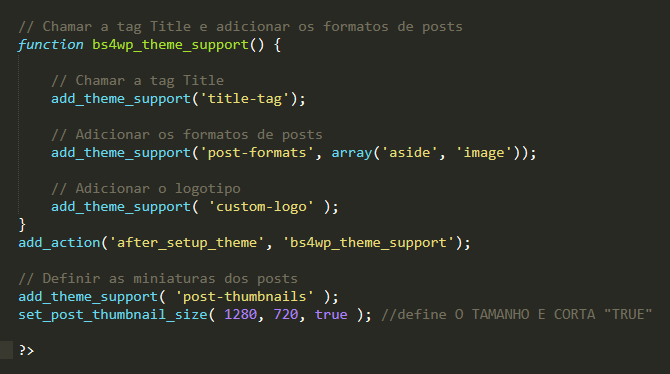 // Chamar a tag Title e adicionar os formatos de posts
function bs4wp_theme_support() {
// Chamar a tag Title
add_theme_support('title-tag');
// Adicionar os formatos de posts
add_theme_support('post-formats', array('aside', 'image'));
// Adicionar o logotipo
add_theme_support( 'custom-logo' );
}
add_action('after_setup_theme', 'bs4wp_theme_support');
// Definir as miniaturas dos posts
add_theme_support( 'post-thumbnails' );
set_post_thumbnail_size( 1280, 720, true ); //define O TAMANHO E CORTA "TRUE"
?>